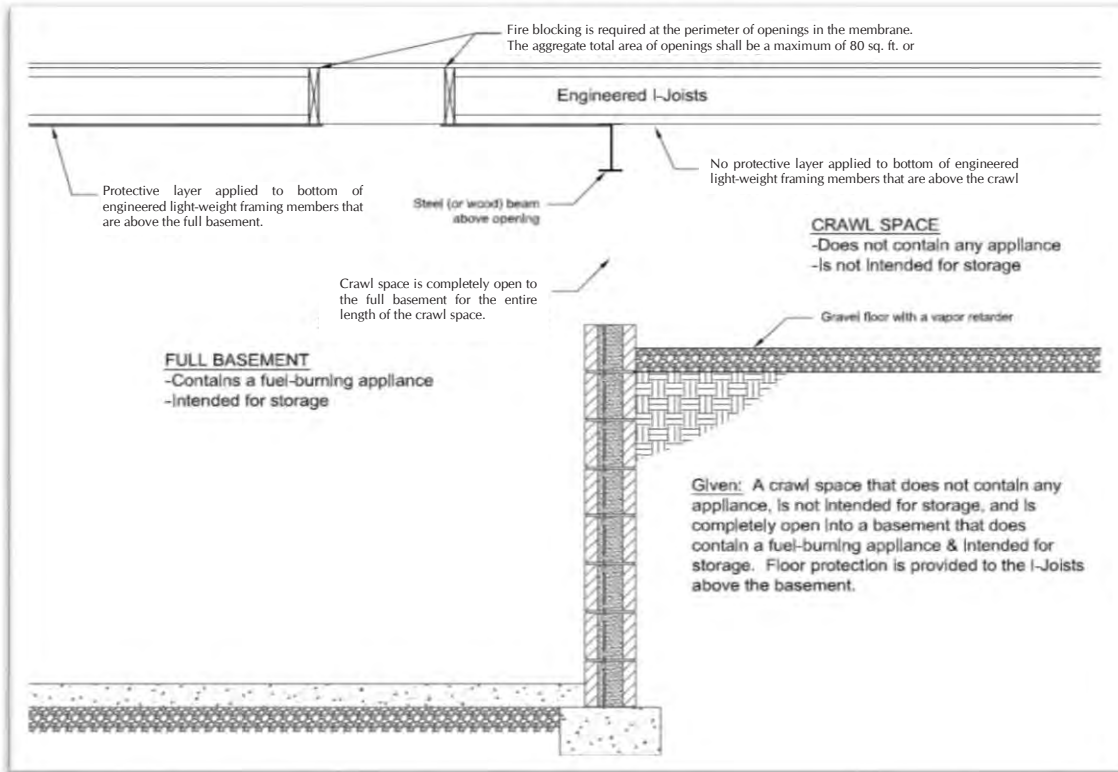 Fire blocking is required at the perimeter of openings in the membrane.
The aggregate total area of openings shall be a maximum of 80 sq. ft. or
Engineered I-Joists
Protective layer applied to bottom of
engineered light-weight framing members that
are above the full basement.
Steel (or wood) beam
above opening
No protective layer applied to bottom of engineered
light-weight framing members that are above the crawl
CRAWL SPACE
-Does not contain any appliance
-Is not intended for storage
Crawl space is completely open to
the full basement for the entire
length of the crawl space.
Gravel floor with a vapor retarder
FULL BASEMENT
-Contains a fuel-burning appliance
-Intended for storage
Given: A crawl space that does not contain any
appliance, is not intended for storage, and is
completely open into a basement that does
contain a fuel-burning appliance & intended for
storage. Floor protection is provided to the I-Joists
above the basement.